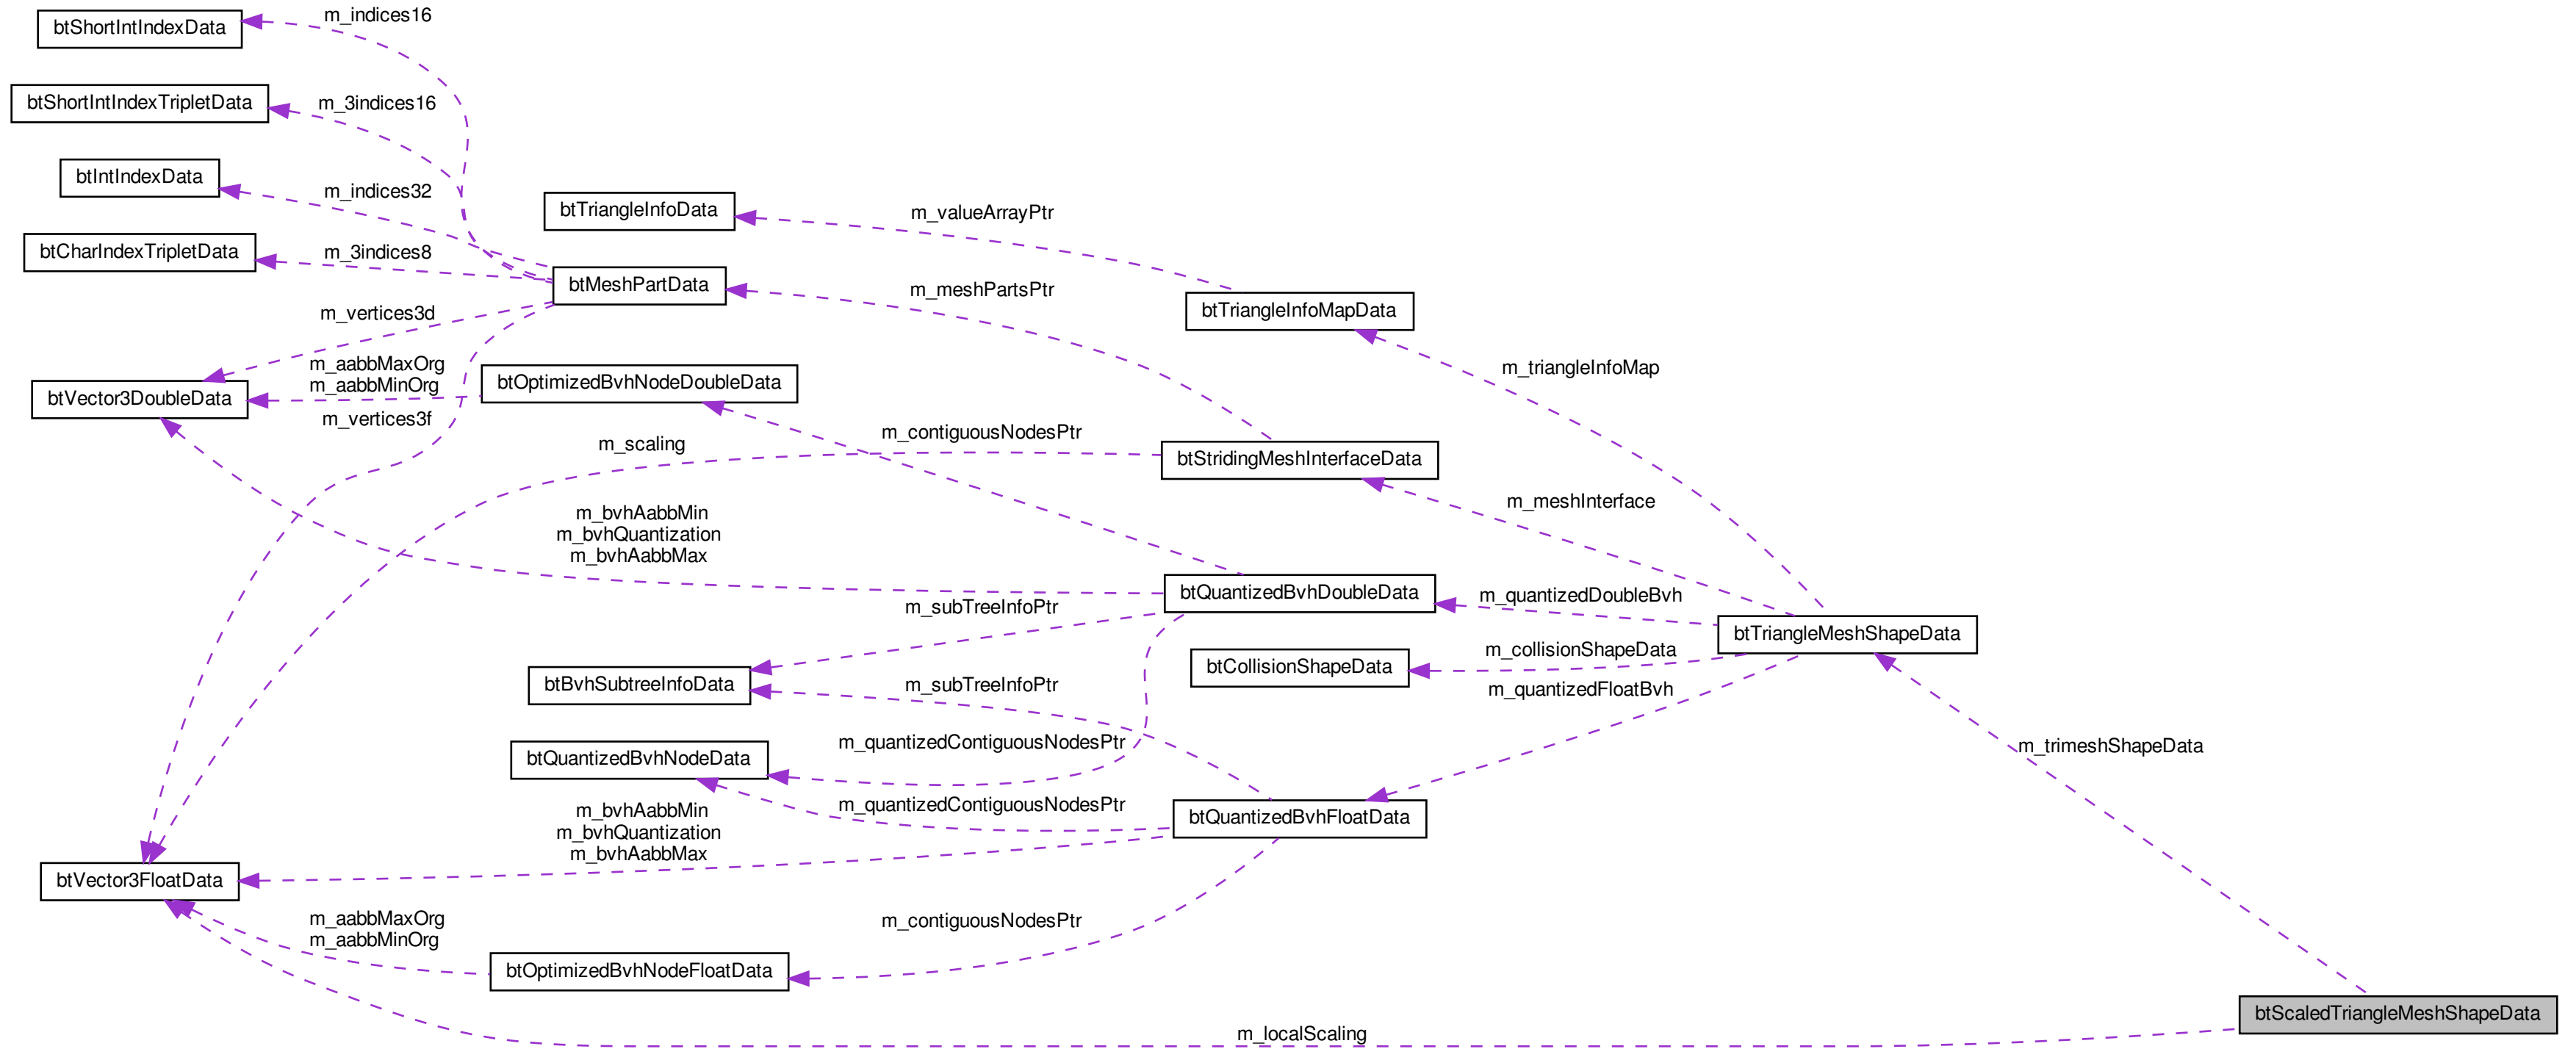 m_indices16
btShortIntIndexData
btShortIntIndexTripletData
m_3indices16
btIntIndexData
m_indices32
btTriangleInfoData
m_valueArrayPtr
btCharIndexTripletData
m_3indices8
btMeshPartData
m_meshPartsPtr
btTriangleInfoMapData
m_vertices3d
m_aabbMaxOrg
m_aabbMinOrg
m_triangleInfoMap
btVector3DoubleData
btOptimizedBvhNodeDoubleData
m_vertices3f
m_scaling
m_contiguousNodesPtr
btStridingMeshInterfaceData
m_meshInterface
m_bvhAabbMin
m_bvhQuantization
m_bvhAabbMax
btQuantizedBvhDoubleData
m_quantizedDoubleBvh
m_subTreeInfoPtr
btTriangleMeshShapeData
m_collisionShapeData
btCollisionShapeData
btBvhSubtreeInfoData
m_subTreeInfoPtr
m_quantizedFloatBvh
m_quantizedContiguousNodesPtr
m_trimeshShapeData
btQuantizedBvhNodeData
m_quantizedContiguousNodesPtr
m_bvhAabbMin
m_bvhQuantization
m_bvhAabbMax
btQuantizedBvhFloatData
btVector3FloatData
m_aabbMaxOrg
m_aabbMinOrg
m_contiguousNodesPtr
btOptimizedBvhNodeFloatData
btScaledTriangleMeshShapeData
m_localScaling